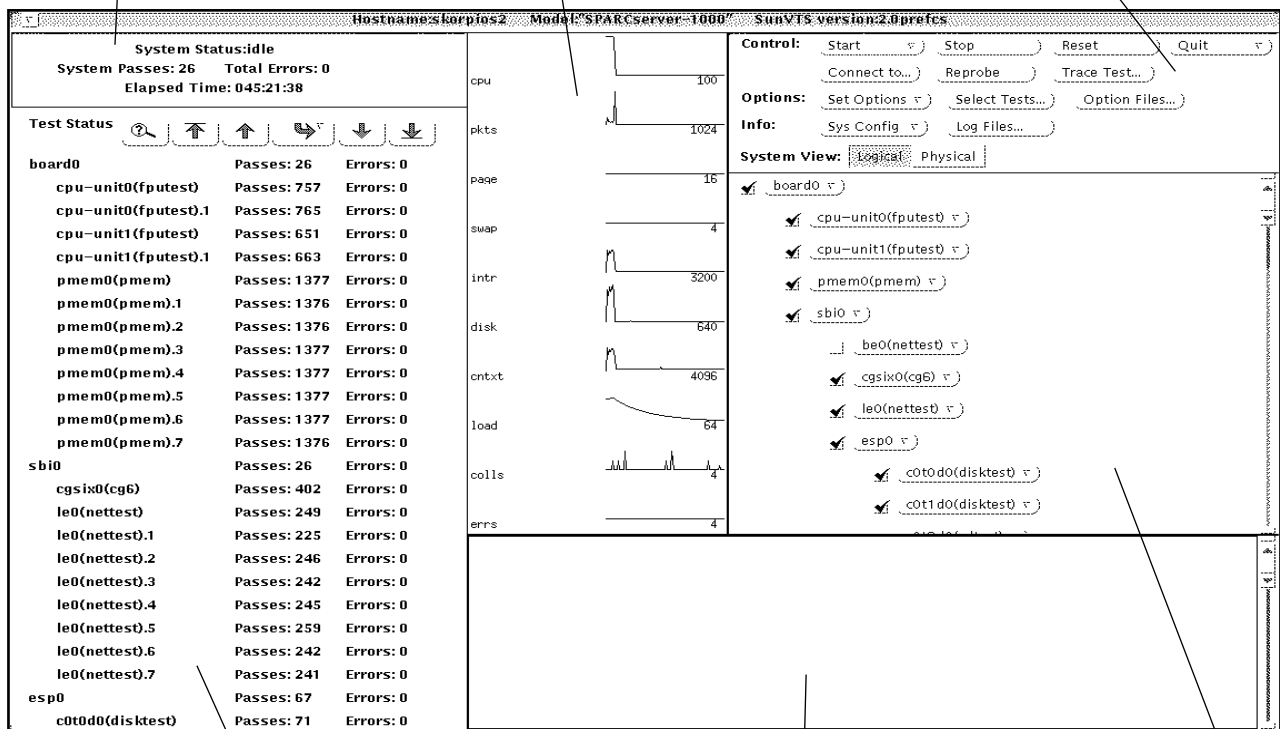 Hostname:skorpios2 Model:"SPARCserver-1000" SunVTS version:2.0prefcs
System Status:idle
System Passes: 26 Total Errors: 0
Elapsed Time: 045:21:38
Test Status
board0 Passes: 26 Errors: 0
cpu-unit0(fputest) Passes: 757 Errors: 0
cpu-unit0(fputest).1 Passes: 765 Errors: 0
cpu-unit1(fputest) Passes: 651 Errors: 0
cpu-unit1(fputest).1 Passes: 663 Errors: 0
pmem0(pmem) Passes: 1377 Errors: 0
pmem0(pmem).1 Passes: 1376 Errors: 0
pmem0(pmem).2 Passes: 1376 Errors: 0
pmem0(pmem).3 Passes: 1377 Errors: 0
pmem0(pmem).4 Passes: 1377 Errors: 0
pmem0(pmem).5 Passes: 1377 Errors: 0
pmem0(pmem).6 Passes: 1377 Errors: 0
pmem0(pmem).7 Passes: 1376 Errors: 0
sbi0 Passes: 26 Errors: 0
cgsix0(cg6) Passes: 402 Errors: 0
le0(nettest) Passes: 249 Errors: 0
le0(nettest).1 Passes: 225 Errors: 0
le0(nettest).2 Passes: 246 Errors: 0
le0(nettest).3 Passes: 242 Errors: 0
le0(nettest).4 Passes: 245 Errors: 0
le0(nettest).5 Passes: 259 Errors: 0
le0(nettest).6 Passes: 242 Errors: 0
le0(nettest).7 Passes: 241 Errors: 0
esp0 Passes: 67 Errors: 0
c0t0d0(disktest) Passes: 71 Errors: 0
cpu 100
pkts 1024
page 16
swap 4
intr 3200
disk 640
cntxt 4096
load 64
colls 4
errs 4
Control: Start Stop Reset Quit
Connect to... Reprobe Trace Test...
Options: Set Options Select Tests... Option Files...
Info: Sys Config Log Files...
System View: Logical Physical
board0
cpu-unit0(fputest)
cpu-unit1(fputest)
pmem0(pmem)
sbi0
be0(nettest)
cgsix0(cg6)
le0(nettest)
esp0
c0t0d0(disktest)
c0t1d0(disktest)